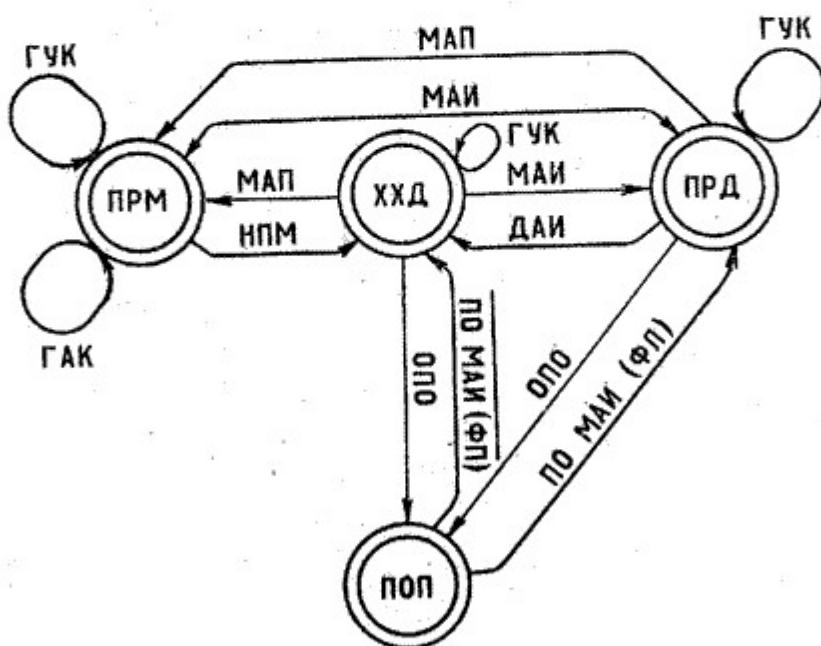 МАП
ГУК
ГУК
МАИ
ГУК
ПРМ
МАП
ХХД
МАИ
ПРД
НПМ
ДАИ
ГАК
ОПО
ПО МАИ (ФП)
ОПО
ПО МАИ (ФЛ)
ПОП